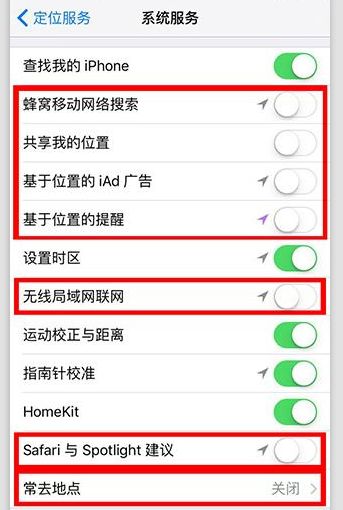 定位服务
系统服务
查找我的 iPhone
蜂窝移动网络搜索
共享我的位置
基于位置的 iAd 广告
基于位置的提醒
设置时区
无线局域网联网
运动校正与距离
指南针校准
HomeKit
Safari 与 Spotlight 建议
常去地点 关闭